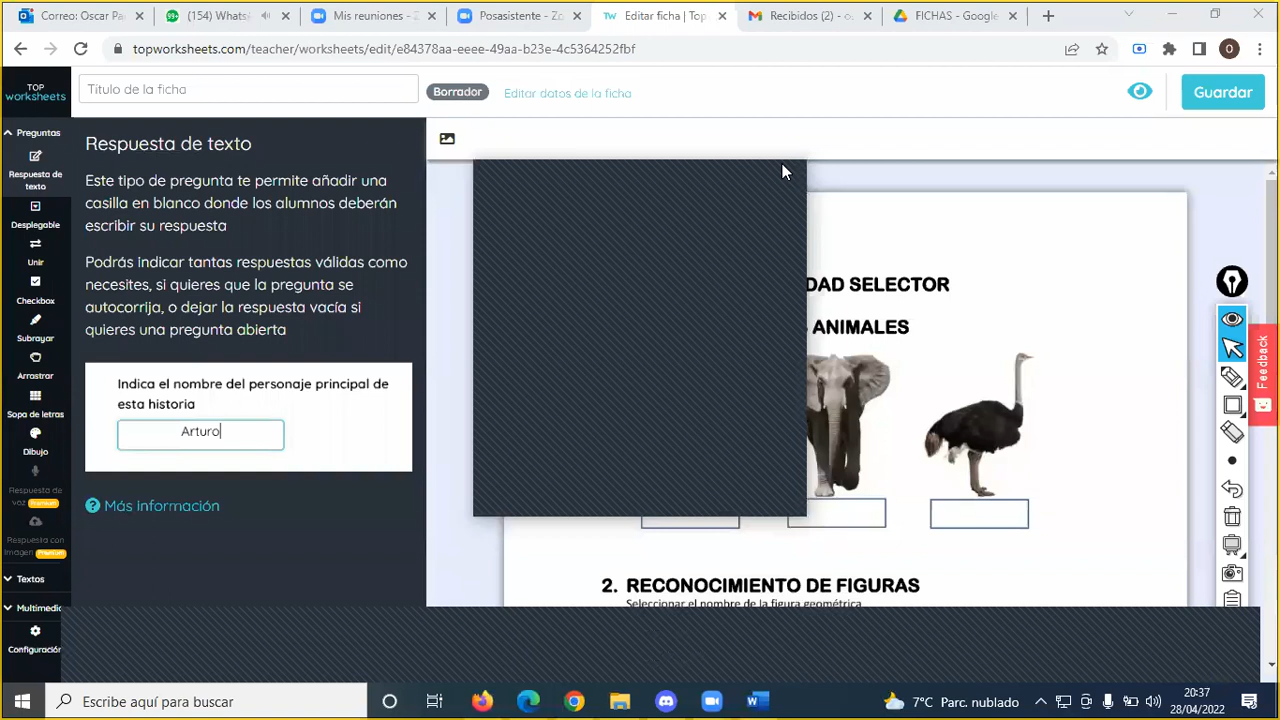 Correo: Oscar Pa
(154) Whats
Mis reuniones - Z
Posasistente - Zo
Editar ficha | Top
Recibidos (2) - o
FICHAS - Google
topworksheets.com/teacher/worksheets/edit/e84378aa-eeee-49aa-b23e-4c5364252fbf
O
TOP
worksheets
Título de la ficha
Borrador
Editar datos de la ficha
Guardar
Preguntas
Respuesta de
texto
Desplegable
Unir
Checkbox
Subrayar
Arrastrar
Sopa de letras
Dibujo
Respuesta de
voz Premium
Respuesta con
imagen Premium
Textos
Multimedia
Configuración
Respuesta de texto
Este tipo de pregunta te permite añadir una
casilla en blanco donde los alumnos deberán
escribir su respuesta
Podrás indicar tantas respuestas válidas como
necesites, si quieres que la pregunta se
autocorrija, o dejar la respuesta vacía si
quieres una pregunta abierta
Indica el nombre del personaje principal de
esta historia
Arturo
? Más información
DAD SELECTOR
ANIMALES
2. RECONOCIMIENTO DE FIGURAS
Seleccionar el nombre de la figura geométrica
Feedback
Escribe aquí para buscar
7°C Parc. nublado
20:37
28/04/2022